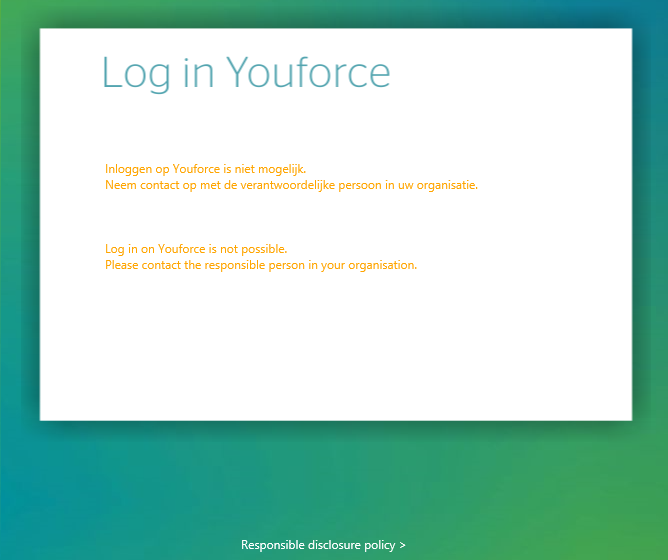 Log in Youforce
Inloggen op Youforce is niet mogelijk.
Neem contact op met de verantwoordelijke persoon in uw organisatie.
Log in on Youforce is not possible.
Please contact the responsible person in your organisation.
Responsible disclosure policy >